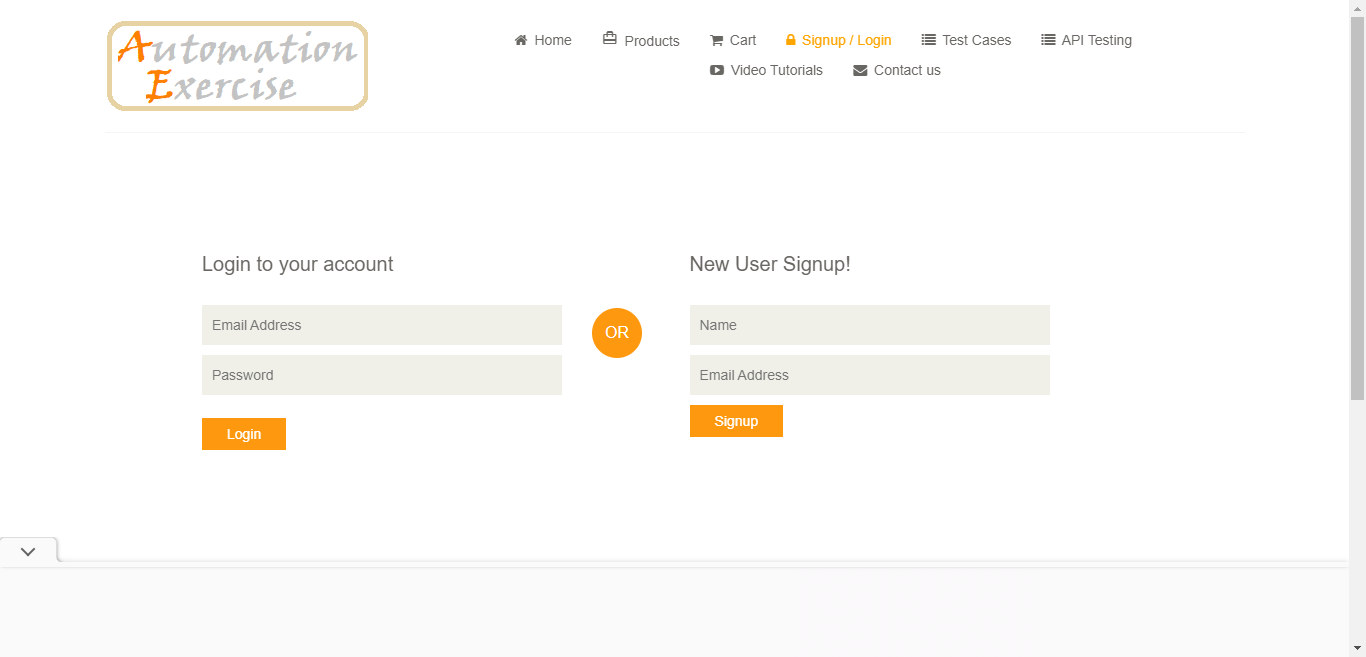 Automation
Exercise
Home
Products
Cart
Signup / Login
Test Cases
API Testing
Video Tutorials
Contact us
Login to your account
Email Address
Password
Login
OR
New User Signup!
Name
Email Address
Signup